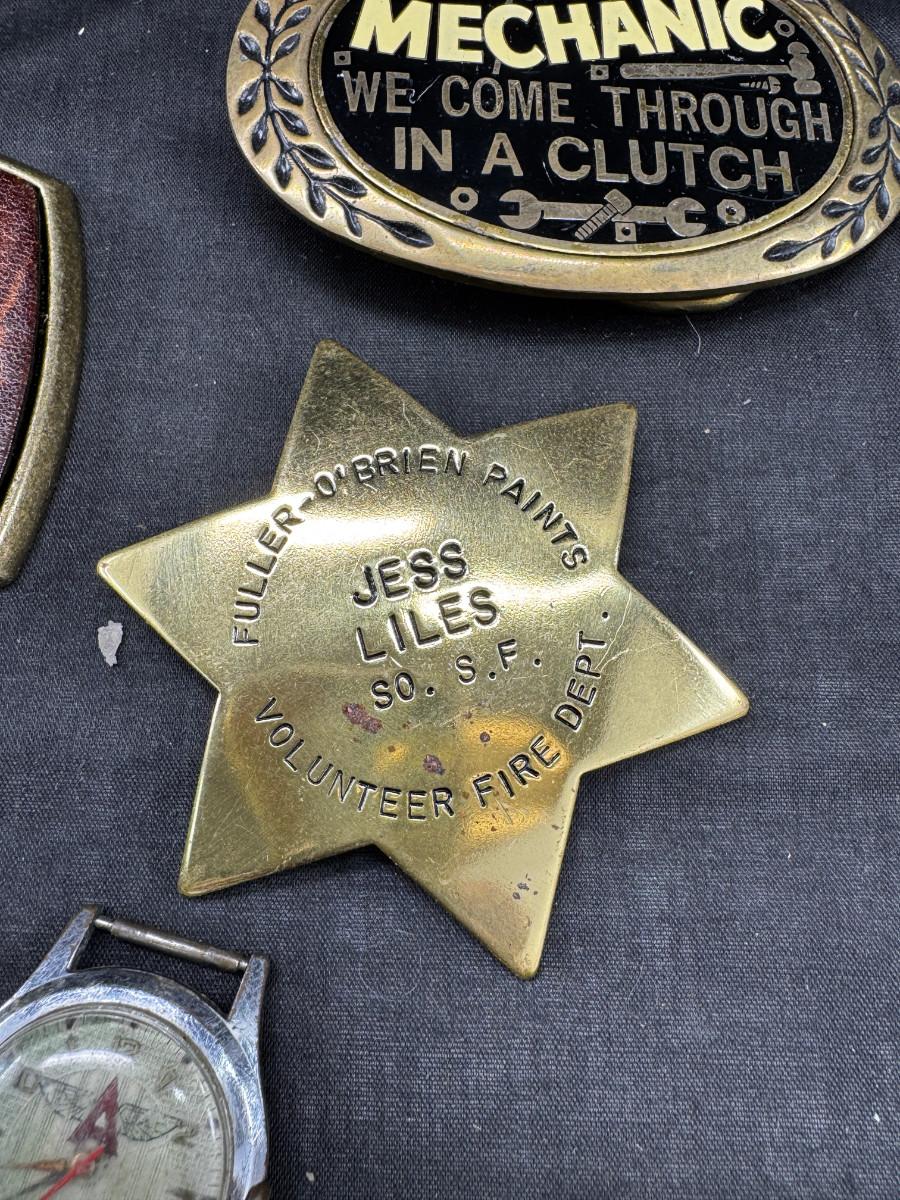 MECHANIC
WE COME THROUGH
IN A CLUTCH
FULLER-O'BRIEN PAINTS
JESS
LILES
SO. S.F.
VOLUNTEER FIRE DEPT.
A